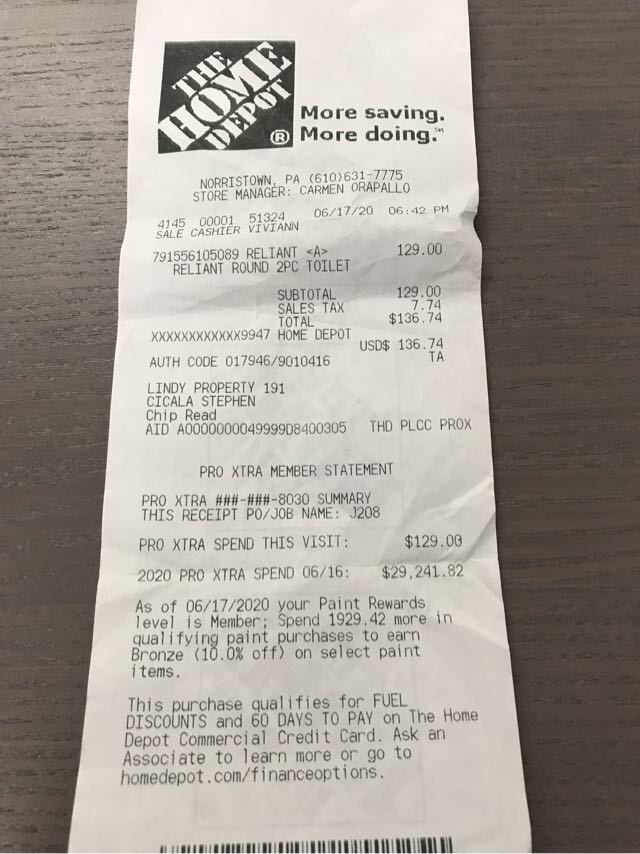 THE
HOME
DEPOT
®
More saving.
More doing.℠
NORRISTOWN, PA (610)631-7775
STORE MANAGER: CARMEN ORAPALLO
4145 00001 51324 06/17/20 06:42 PM
SALE CASHIER VIVIANN
791556105089 RELIANT <A> 129.00
RELIANT ROUND 2PC TOILET
SUBTOTAL 129.00
SALES TAX 7.74
TOTAL $136.74
XXXXXXXXXXXX9947 HOME DEPOT
USD$ 136.74
AUTH CODE 017946/9010416 TA
LINDY PROPERTY 191
CICALA STEPHEN
Chip Read
AID A0000000049999D8400305 THD PLCC PROX
PRO XTRA MEMBER STATEMENT
PRO XTRA ###-###-8030 SUMMARY
THIS RECEIPT PO/JOB NAME: J208
PRO XTRA SPEND THIS VISIT: $129.00
2020 PRO XTRA SPEND 06/16: $29,241.82
As of 06/17/2020 your Paint Rewards
level is Member; Spend 1929.42 more in
qualifying paint purchases to earn
Bronze (10.0% off) on select paint
items.
This purchase qualifies for FUEL
DISCOUNTS and 60 DAYS TO PAY on The Home
Depot Commercial Credit Card. Ask an
Associate to learn more or go to
homedepot.com/financeoptions.